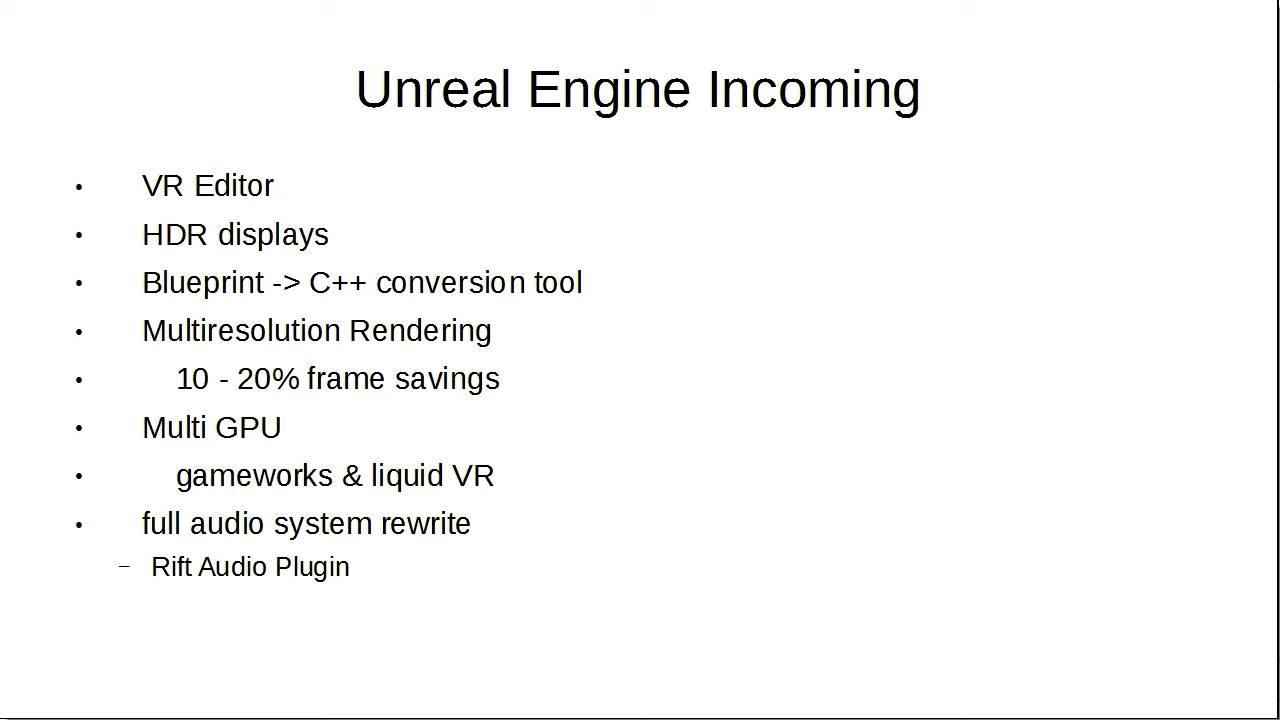 Unreal Engine Incoming
• VR Editor
• HDR displays
• Blueprint -> C++ conversion tool
• Multiresolution Rendering
• 10 - 20% frame savings
• Multi GPU
• gameworks & liquid VR
• full audio system rewrite
– Rift Audio Plugin